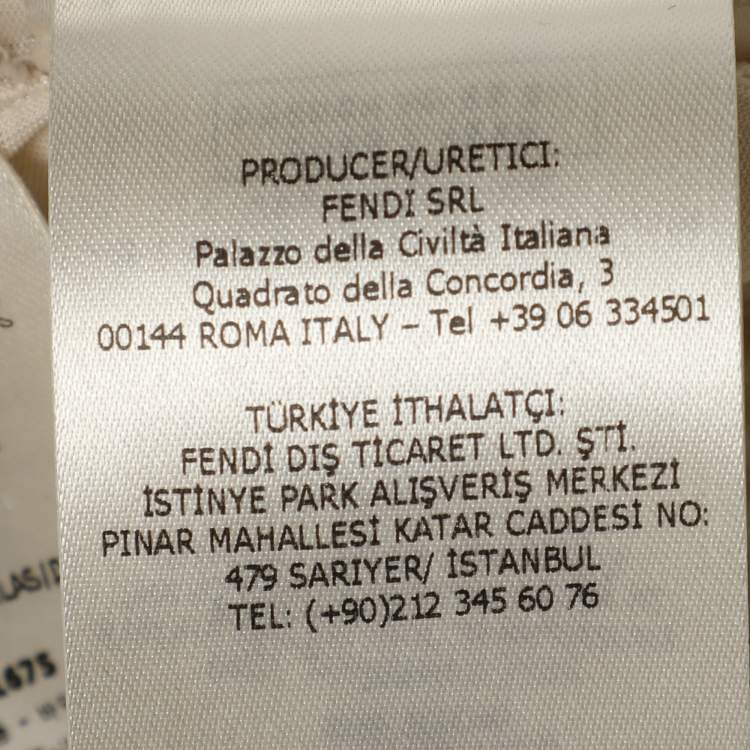 PRODUCER/URETICI:
FENDI SRL
Palazzo della Civiltà Italiana
Quadrato della Concordia, 3
00144 ROMA ITALY – Tel +39 06 334501
TÜRKİYE İTHALATÇI:
FENDİ DIŞ TİCARET LTD. ŞTİ.
İSTİNYE PARK ALIŞVERİŞ MERKEZİ
PINAR MAHALLESİ KATAR CADDESİ NO:
479 SARIYER/ İSTANBUL
TEL: (+90)212 345 60 76